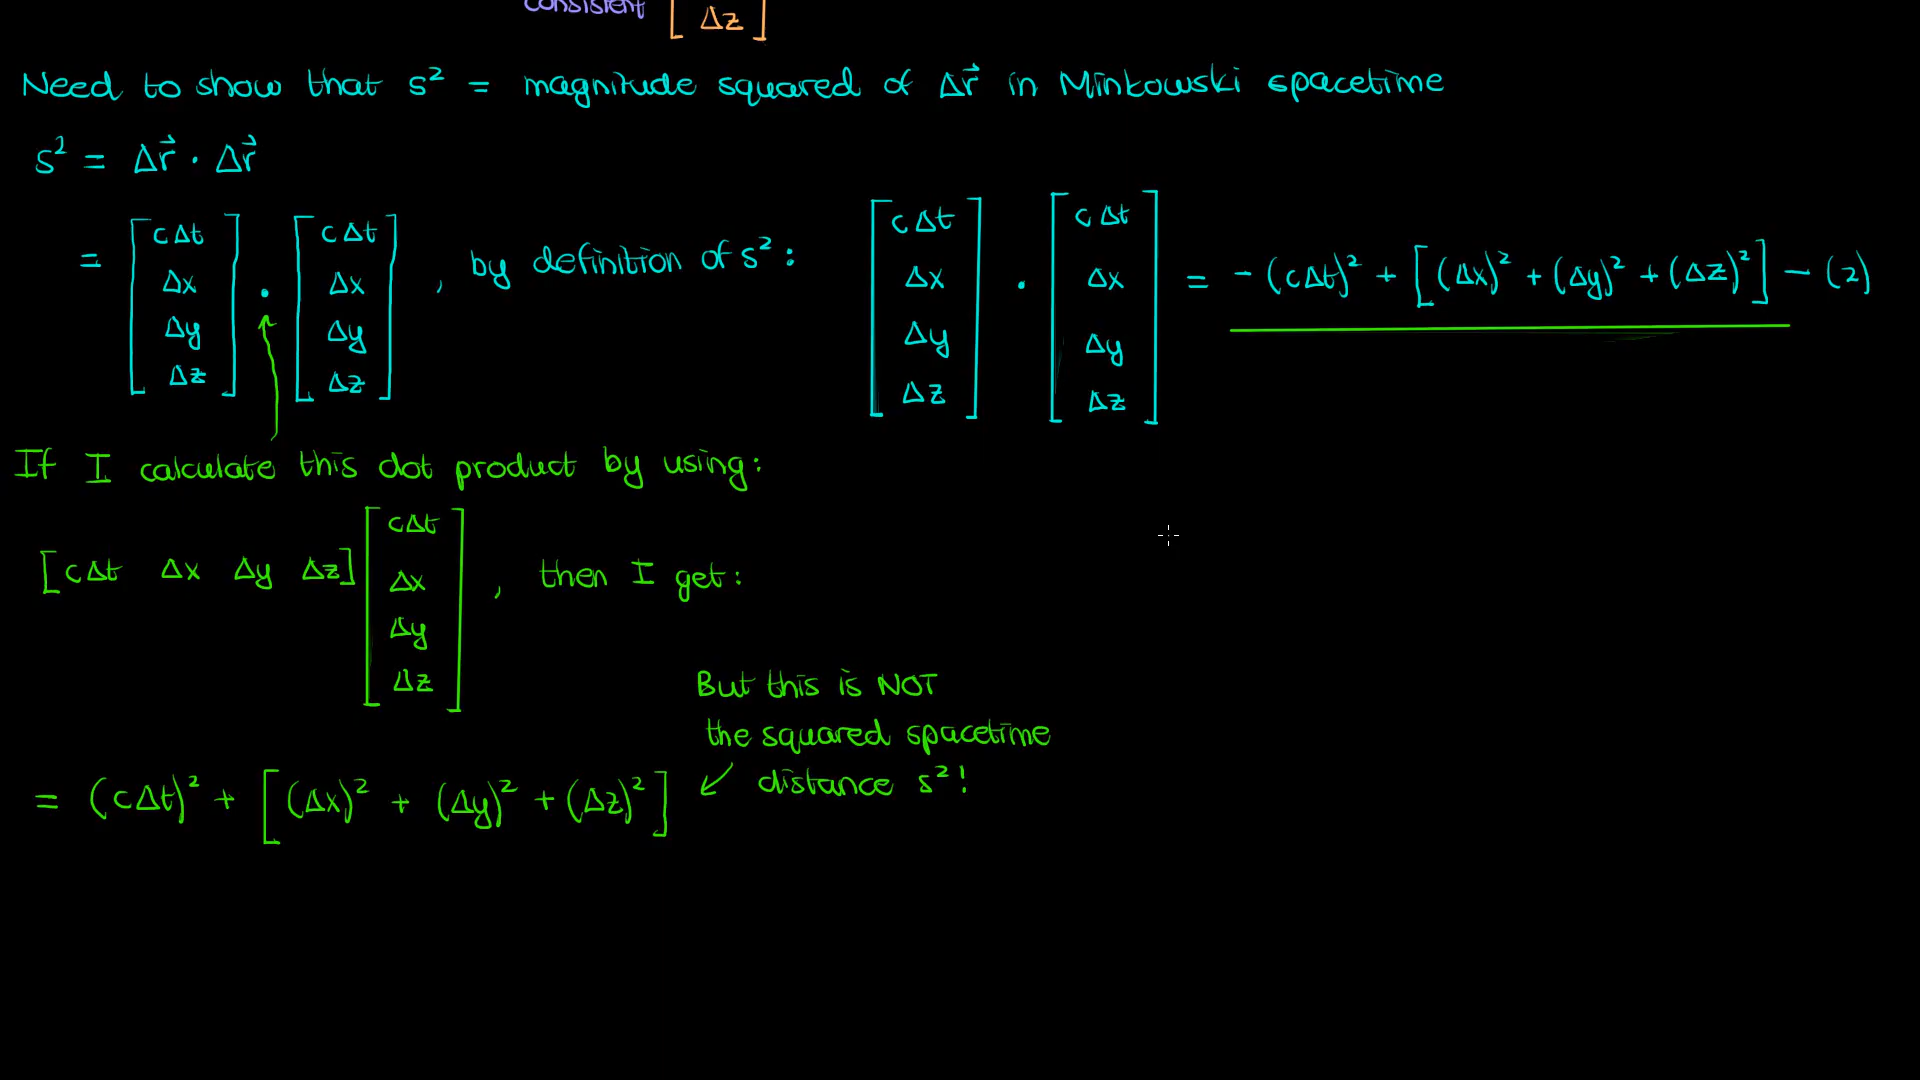 consistent [ Δz ]
Need to show that s² = magnitude squared of Δr⃗ in Minkowski spacetime
s² = Δr⃗ · Δr⃗
= [ cΔt Δx Δy Δz ] · [ cΔt Δx Δy Δz ] , by definition of s² : [ cΔt Δx Δy Δz ] · [ cΔt Δx Δy Δz ] = -(cΔt)² + [(Δx)² + (Δy)² + (Δz)²] – (2)
If I calculate this dot product by using:
[cΔt Δx Δy Δz] [ cΔt Δx Δy Δz ] , then I get:
But this is NOT
the squared spacetime
distance s²!
= (cΔt)² + [(Δx)² + (Δy)² + (Δz)²]